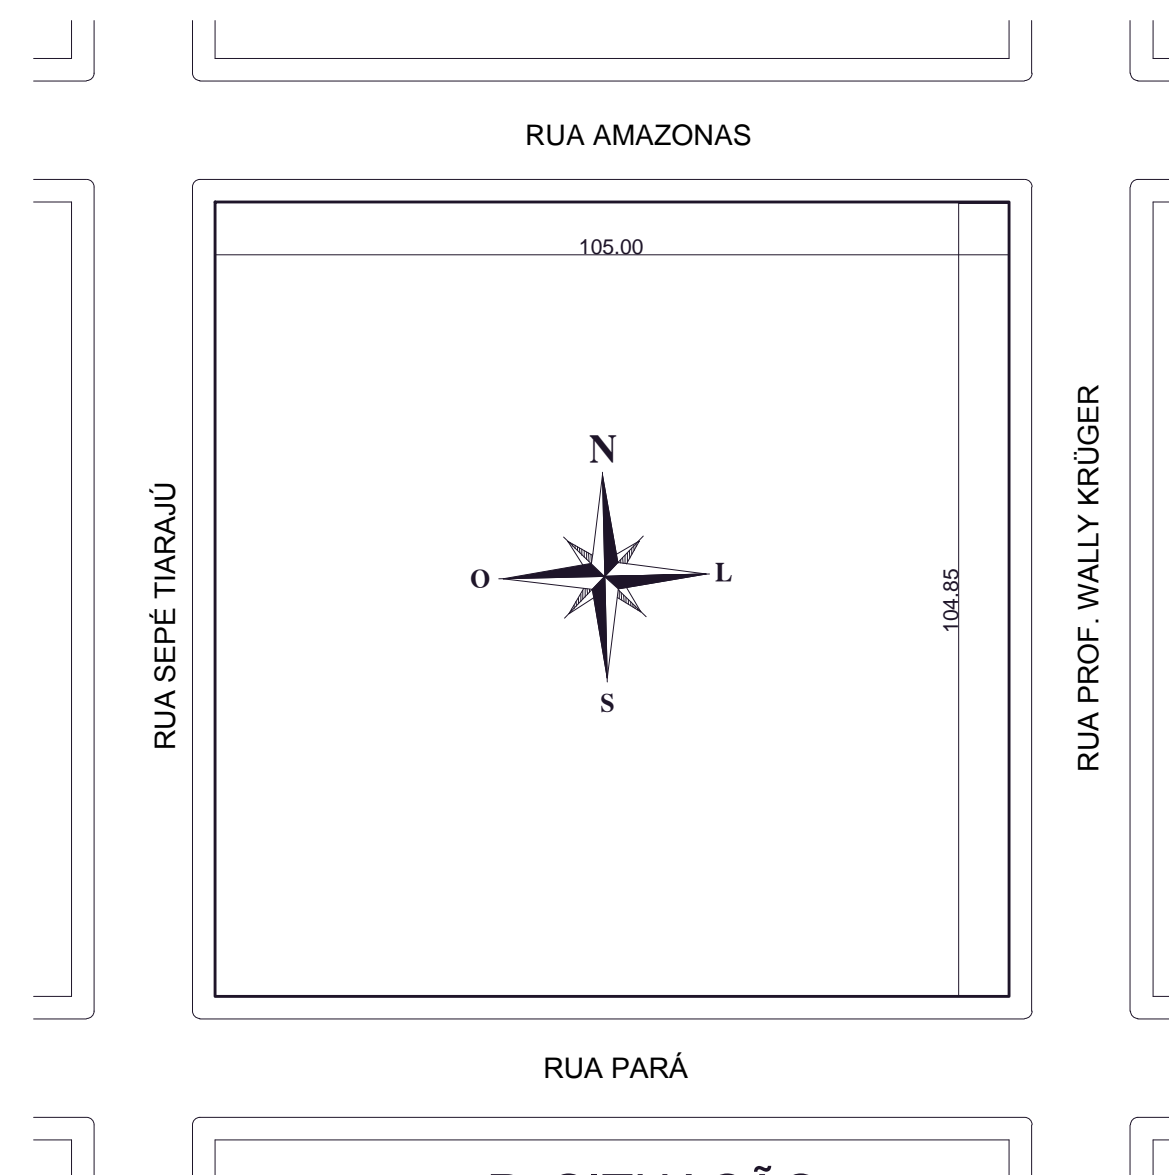 RUA AMAZONAS
105.00
N
O
L
S
RUA SEPÉ TIARAJÚ
104.85
RUA PROF. WALLY KRÜGER
RUA PARÁ